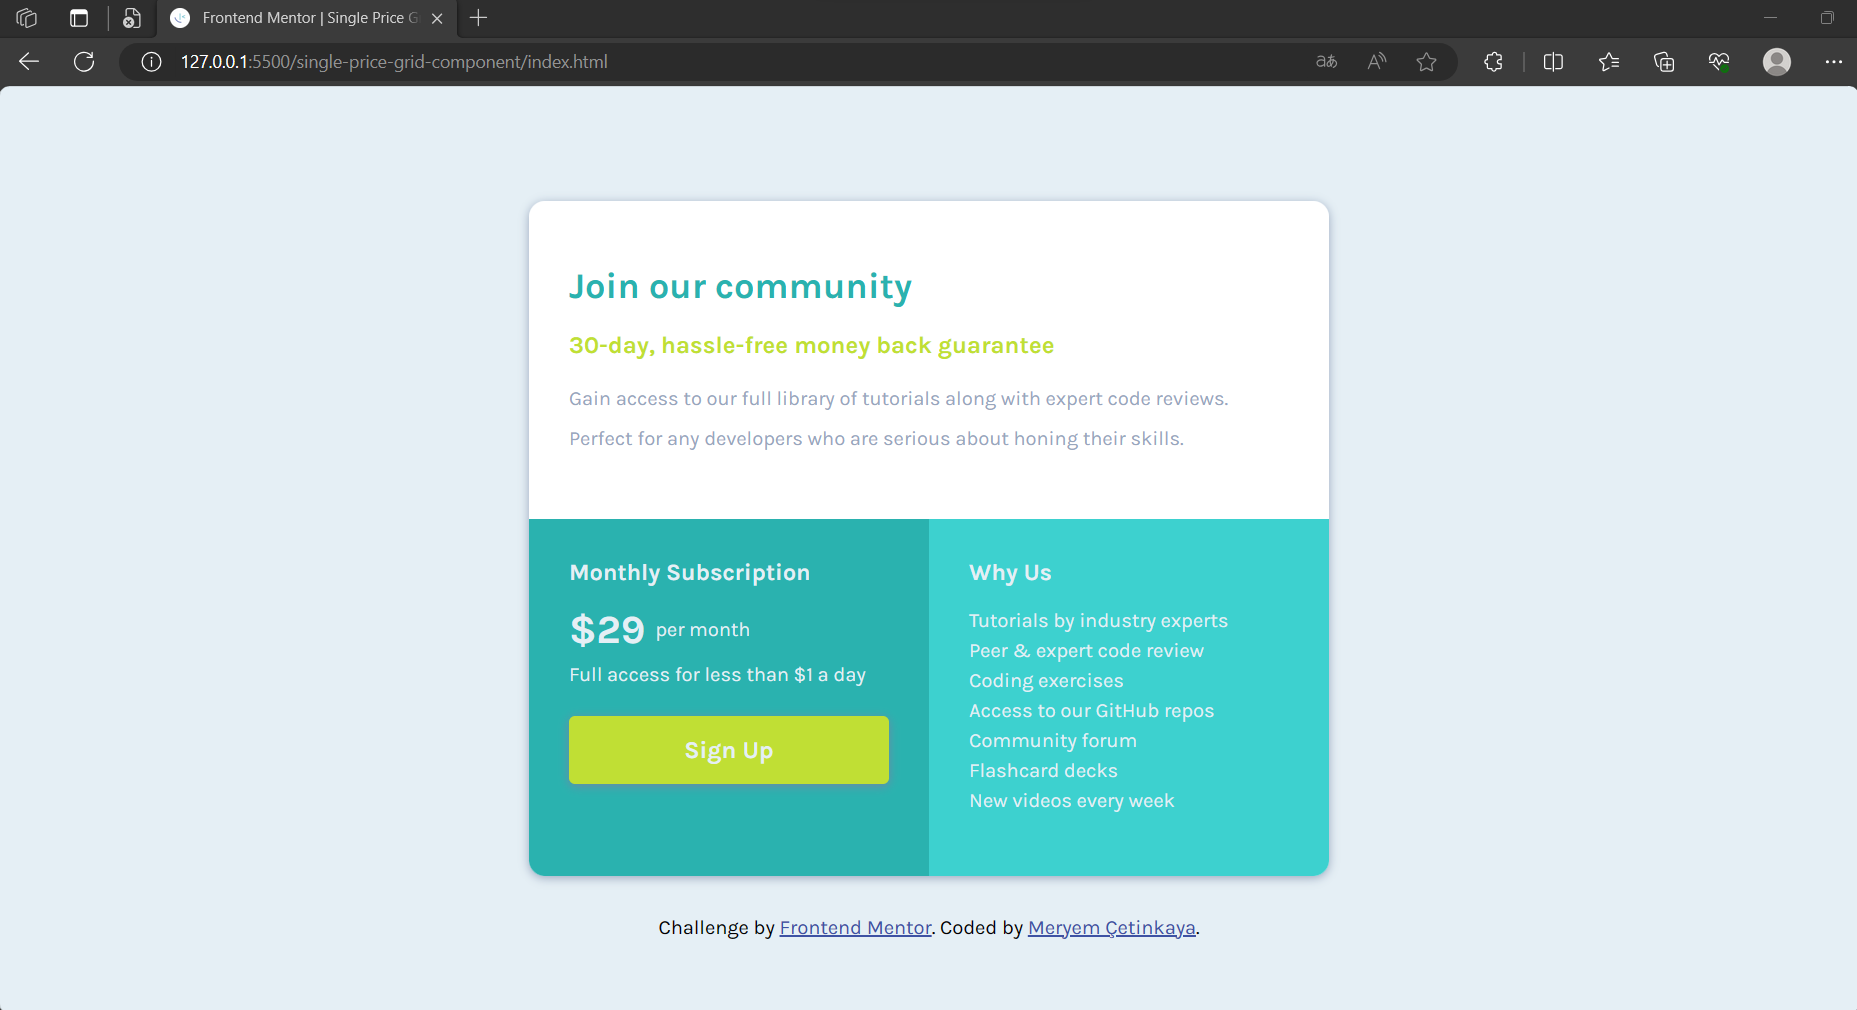 Frontend Mentor | Single Price G
127.0.0.1:5500/single-price-grid-component/index.html
Join our community
30-day, hassle-free money back guarantee
Gain access to our full library of tutorials along with expert code reviews.
Perfect for any developers who are serious about honing their skills.
Monthly Subscription
$29 per month
Full access for less than $1 a day
Sign Up
Why Us
Tutorials by industry experts
Peer & expert code review
Coding exercises
Access to our GitHub repos
Community forum
Flashcard decks
New videos every week
Challenge by Frontend Mentor. Coded by Meryem Çetinkaya.